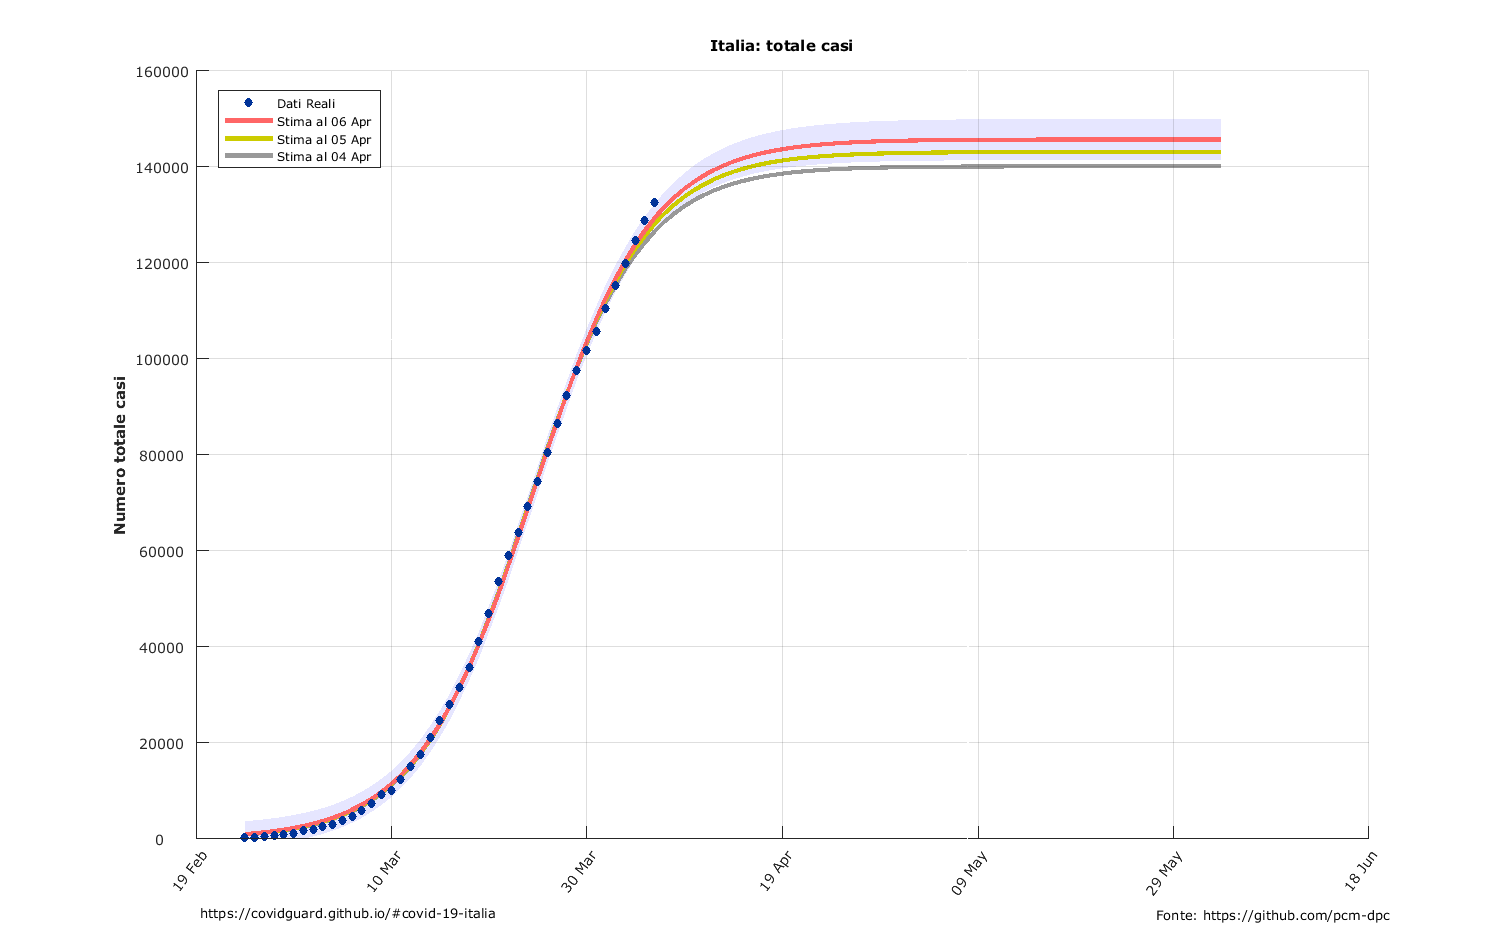 Italia: totale casi
160000
140000
120000
100000
80000
60000
40000
20000
0
Numero totale casi
Dati Reali
Stima al 06 Apr
Stima al 05 Apr
Stima al 04 Apr
19 Feb
10 Mar
30 Mar
19 Apr
09 May
29 May
18 Jun
https://covidguard.github.io/#covid-19-italia
Fonte: https://github.com/pcm-dpc